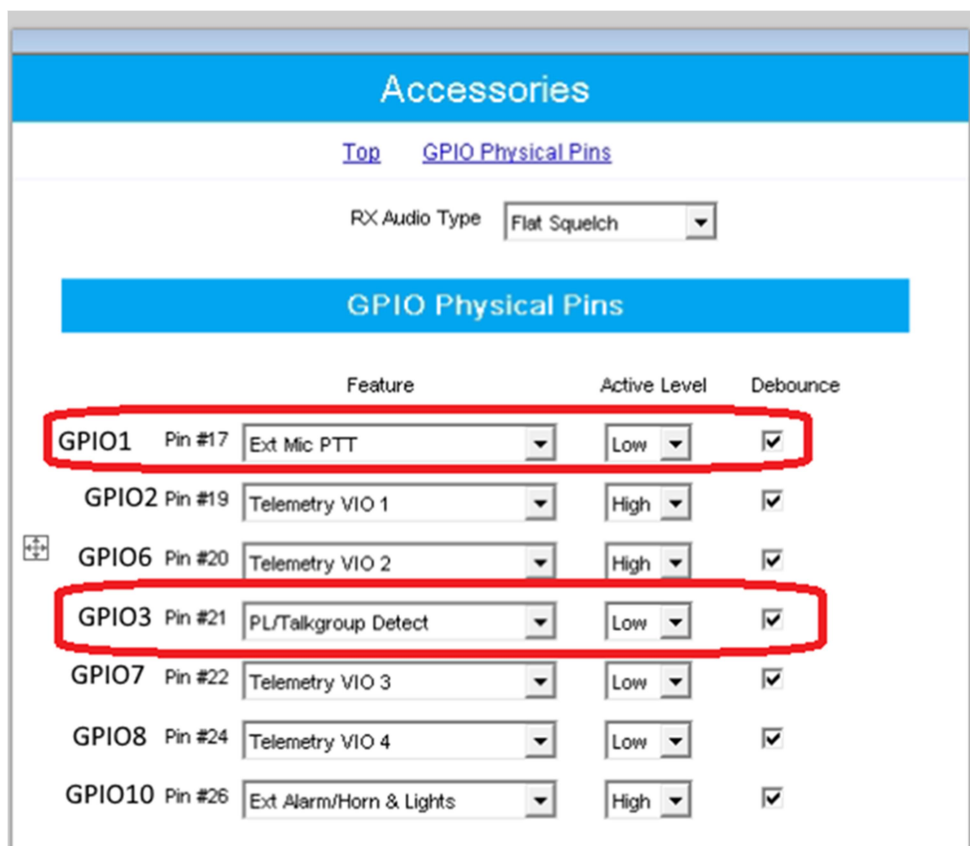 Accessories
Top GPIO Physical Pins
RX Audio Type Flat Squelch
GPIO Physical Pins
Feature Active Level Debounce
GPIO1 Pin #17 Ext Mic PTT Low
GPIO2 Pin #19 Telemetry VIO 1 High
GPIO6 Pin #20 Telemetry VIO 2 High
GPIO3 Pin #21 PL/Talkgroup Detect Low
GPIO7 Pin #22 Telemetry VIO 3 Low
GPIO8 Pin #24 Telemetry VIO 4 Low
GPIO10 Pin #26 Ext Alarm/Horn & Lights High